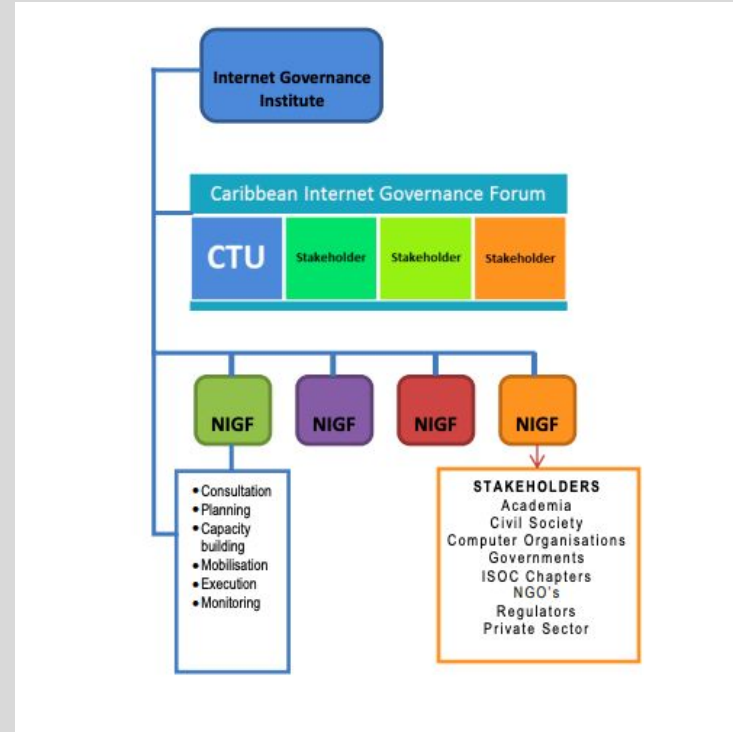 Internet Governance
Institute
Caribbean Internet Governance Forum
CTU
Stakeholder
Stakeholder
Stakeholder
NIGF
NIGF
NIGF
NIGF
• Consultation
• Planning
• Capacity
building
• Mobilisation
• Execution
• Monitoring
STAKEHOLDERS
Academia
Civil Society
Computer Organisations
Governments
ISOC Chapters
NGO's
Regulators
Private Sector